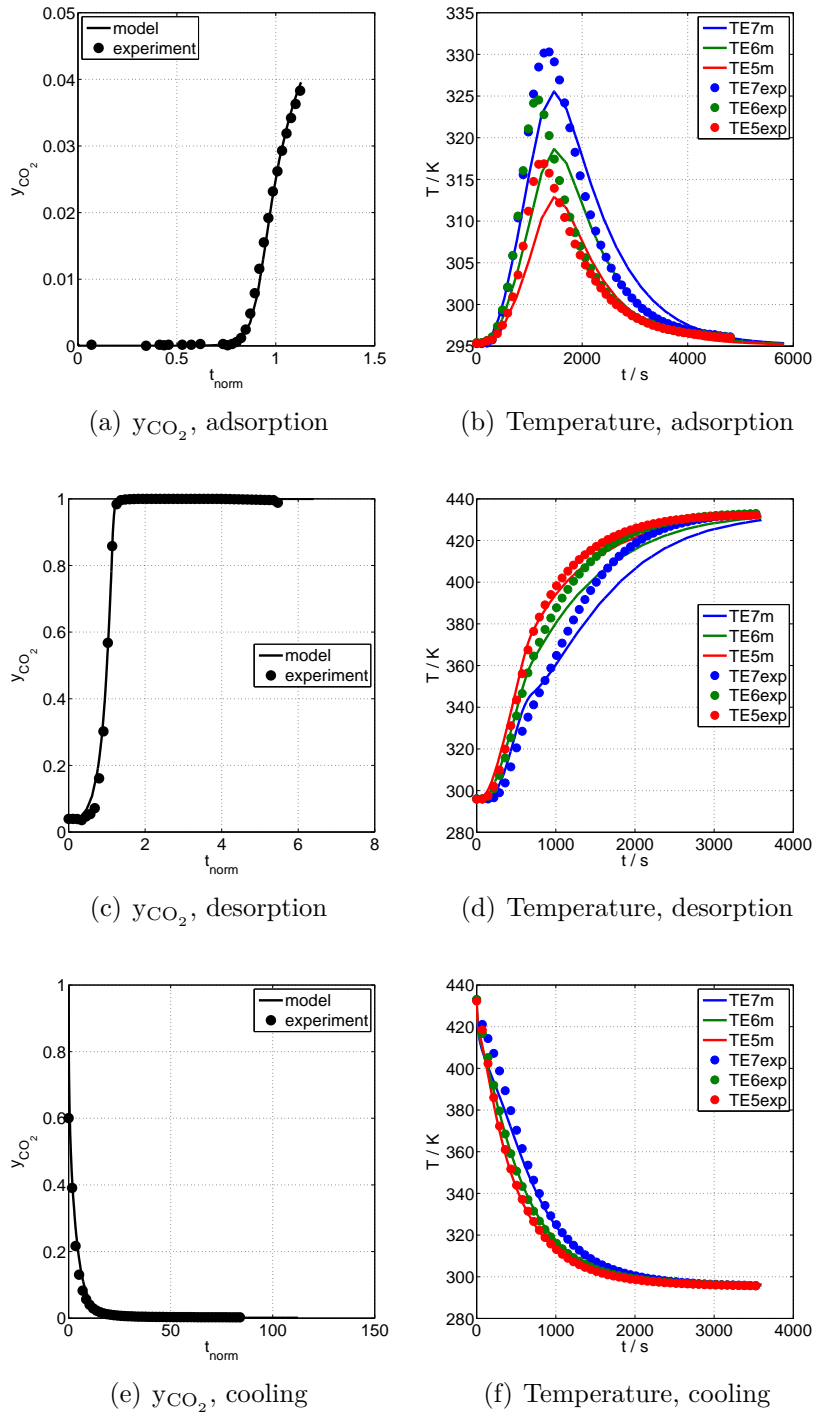 0.05
0.04
0.03
0.02
0.01
0
y_CO2
0
0.5
1
1.5
t_norm
model
experiment
(a) y_CO2, adsorption
335
330
325
320
315
310
305
300
295
T / K
0
2000
4000
6000
t / s
TE7m
TE6m
TE5m
TE7exp
TE6exp
TE5exp
(b) Temperature, adsorption
1
0.8
0.6
0.4
0.2
0
y_CO2
0
2
4
6
8
t_norm
model
experiment
(c) y_CO2, desorption
440
420
400
380
360
340
320
300
280
T / K
0
1000
2000
3000
4000
t / s
TE7m
TE6m
TE5m
TE7exp
TE6exp
TE5exp
(d) Temperature, desorption
1
0.8
0.6
0.4
0.2
0
y_CO2
0
50
100
150
t_norm
model
experiment
(e) y_CO2, cooling
440
420
400
380
360
340
320
300
280
T / K
0
1000
2000
3000
4000
t / s
TE7m
TE6m
TE5m
TE7exp
TE6exp
TE5exp
(f) Temperature, cooling